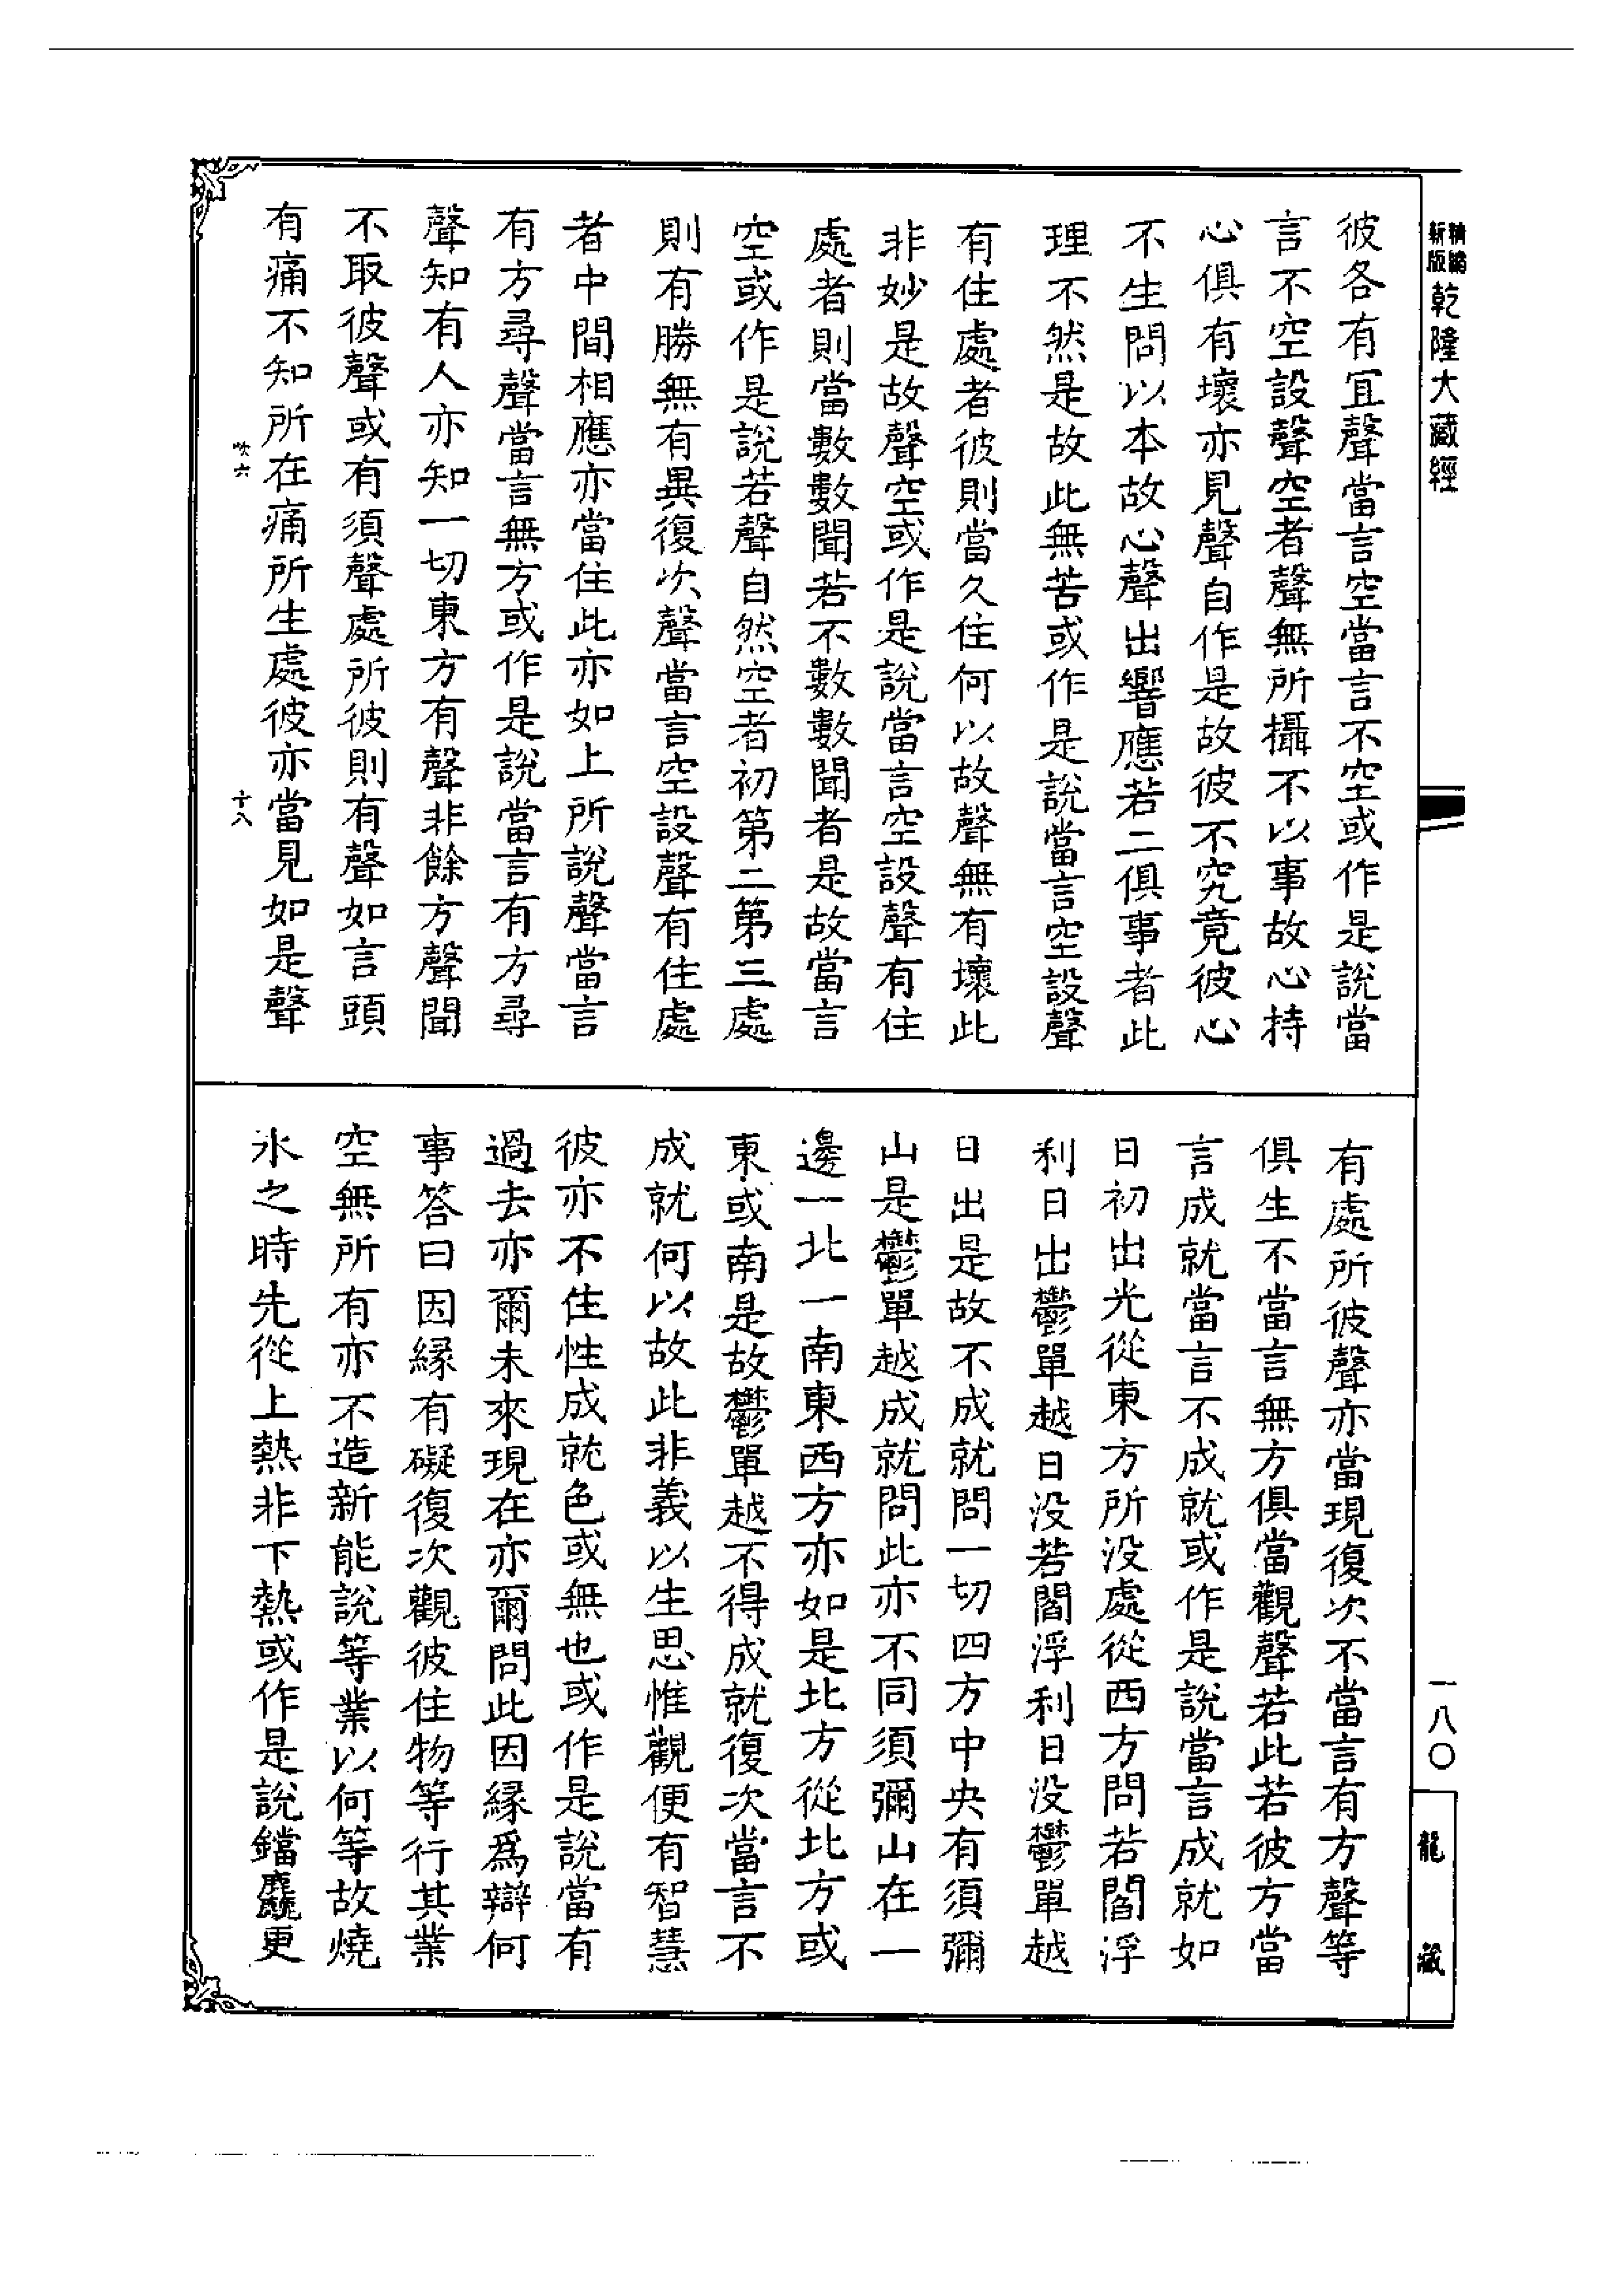 精編
新版
乾隆大藏經
彼各有宜聲當言空當言不空或作是說當
言不空設聲空者聲無所攝不以事故心持
心俱有壞亦見聲自作是故彼不究竟彼心
不生問以本故心聲出響應若二俱事者此
理不然是故此無苦或作是說當言空設聲
有住處者彼則當久住何以故聲無有壞此
非妙是故聲空或作是說當言空設聲有住
處者則當數數聞若不數數聞者是故當言
空或作是說若聲自然空者初第二第三處
則有勝無有異復次聲當言空設聲有住處
者中間相應亦當住此亦如上所說聲當言
有方尋聲當言無方或作是說當言有方尋
聲知有人亦知一切東方有聲非餘方聲聞
不取彼聲或有須聲處所彼則有聲如言頭
有痛不知所在痛所生處彼亦當見如是聲
六
十八
有處所彼聲亦當現復次不當言有方聲等
俱生不當言無方俱當觀聲若此若彼方當
言成就當言不成就或作是說當言成就如
日初出光從東方所沒處從西方問若閻浮
利日出鬱單越日沒若閻浮利日沒鬱單越
日出是故不成就問一切四方中央有須彌
山是鬱單越成就問此亦不同須彌山在一
邊一北一南東西方亦如是北方從北方或
東或南是故鬱單越不得成就復次當言不
成就何以故此非義以生思惟觀便有智慧
彼亦不住性成就色或無也或作是說當有
過去亦爾未來現在亦爾問此因緣為辯何
事答曰因緣有礙復次觀彼住物等行其業
空無所有亦不造新能說等業以何等故燒
氷之時先從上熱非下熱或作是說鐺麤更
一八〇
龍藏